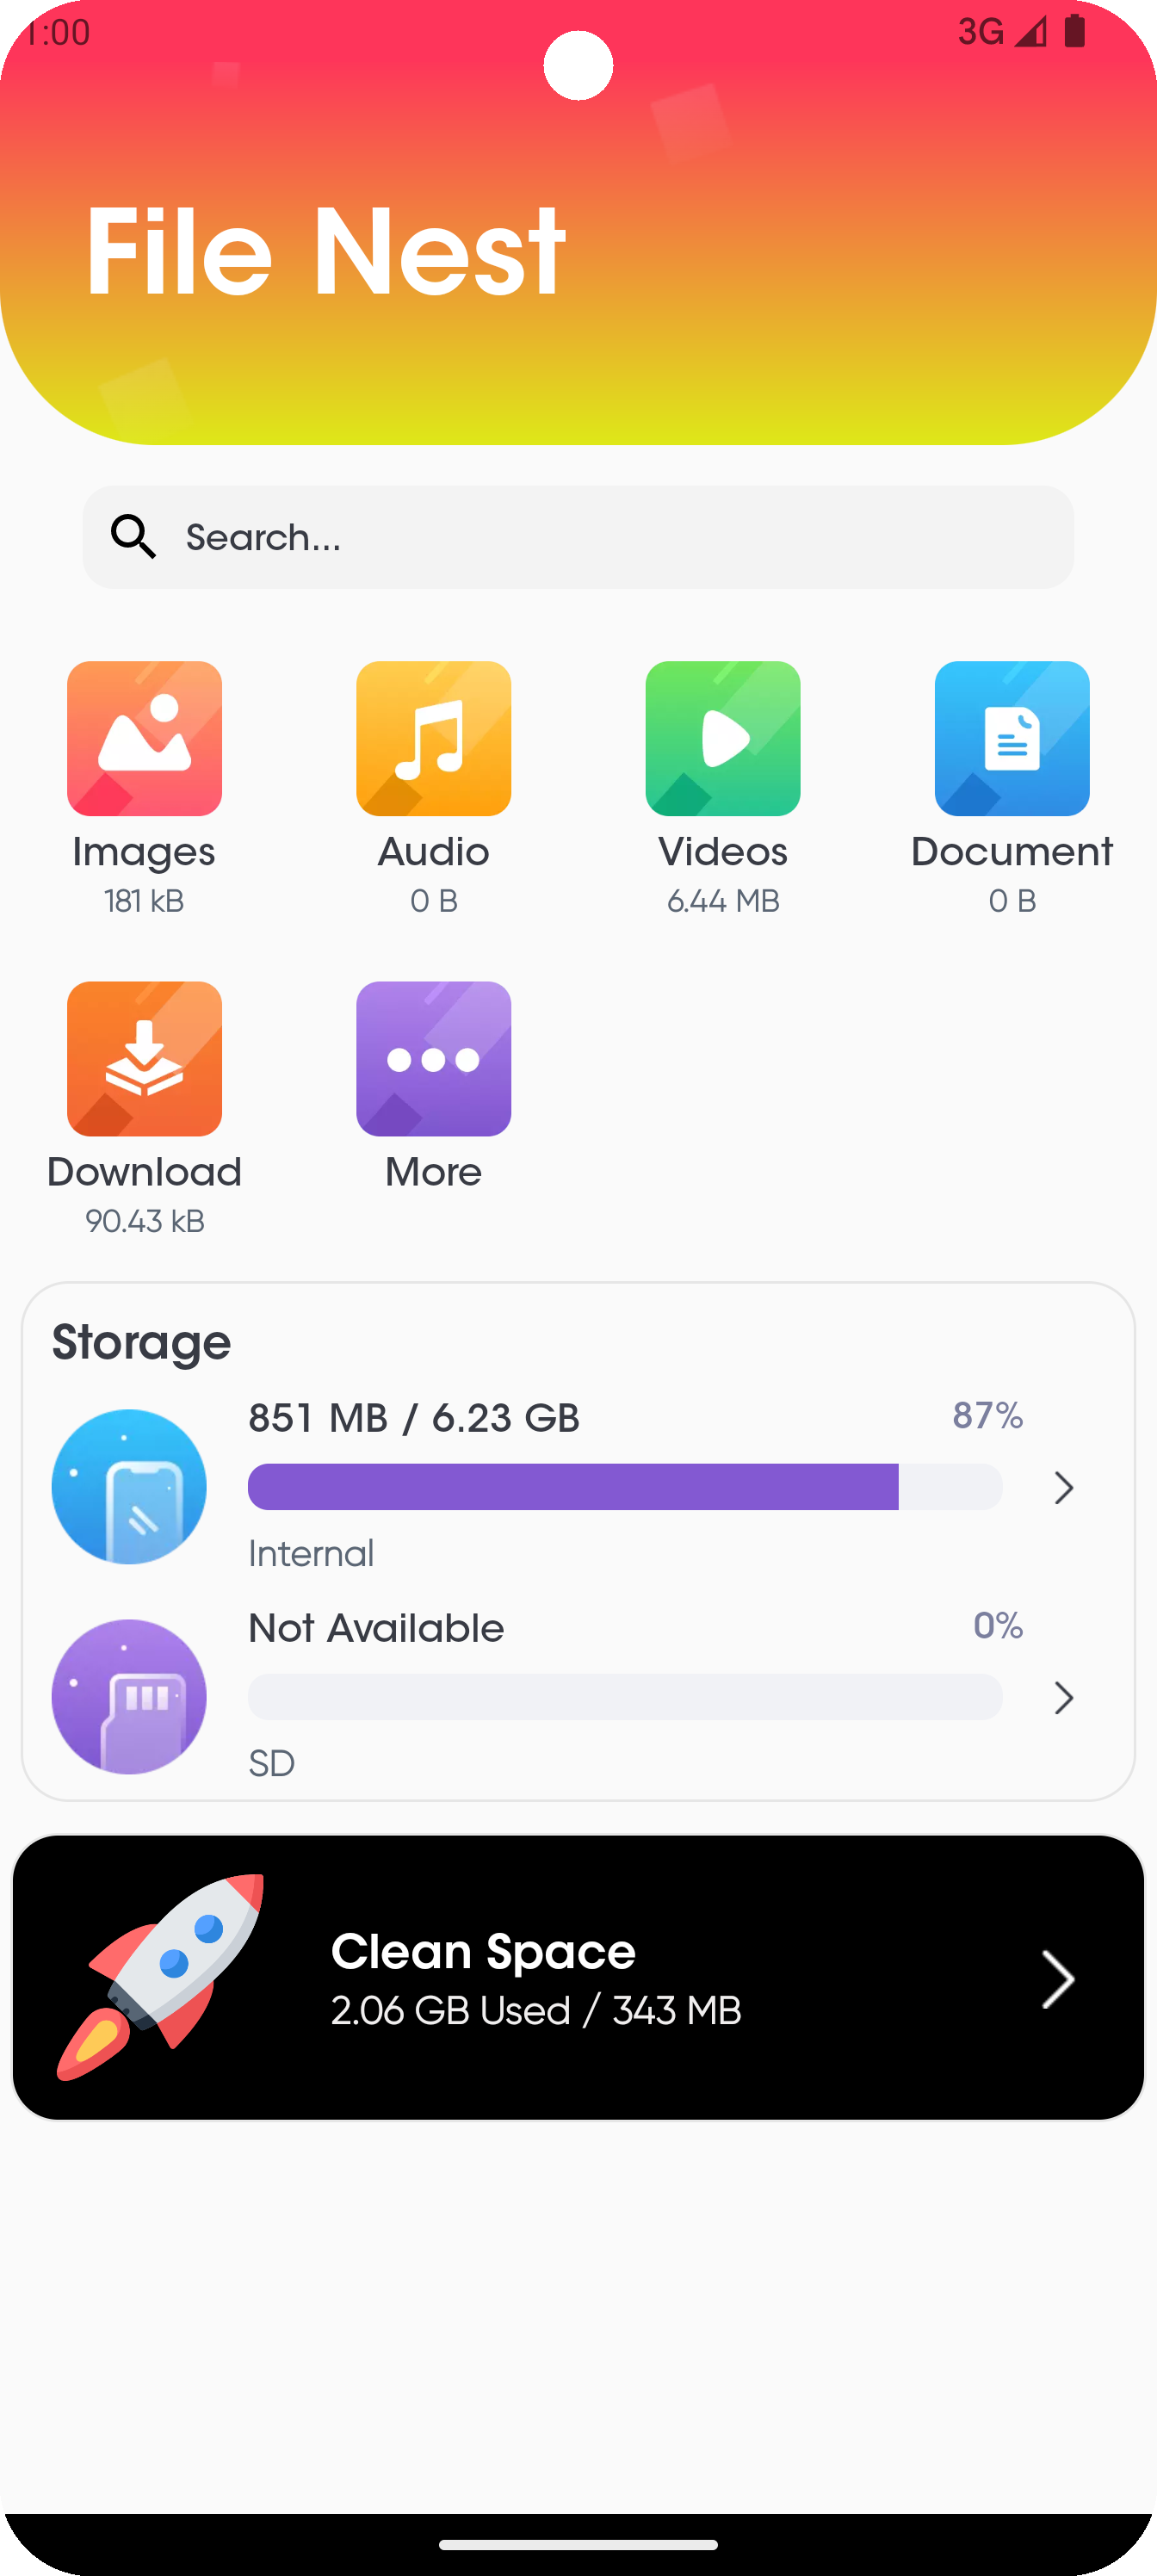 1:00
3G
File Nest
Search...
Images
181 kB
Audio
0 B
Videos
6.44 MB
Document
0 B
Download
90.43 kB
More
Storage
851 MB / 6.23 GB
87%
Internal
Not Available
0%
SD
Clean Space
2.06 GB Used / 343 MB